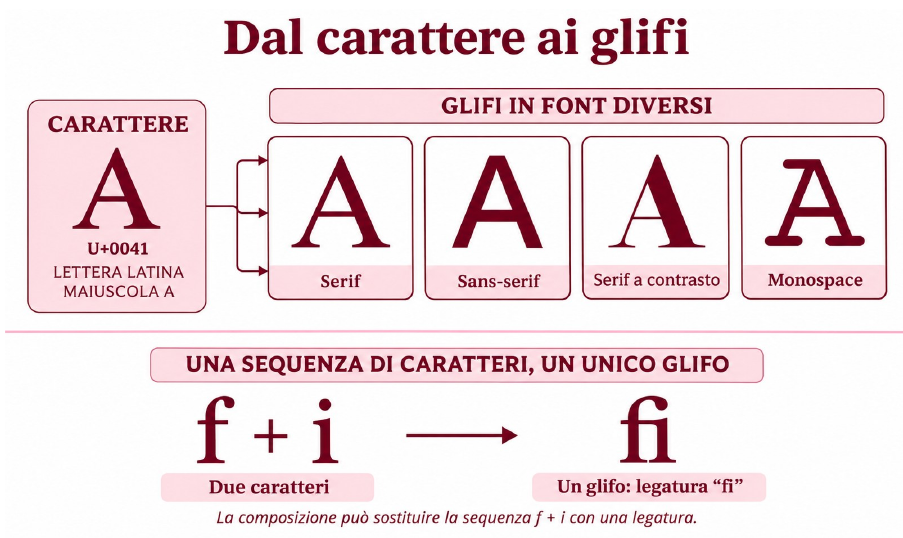 Dal carattere ai glifi
CARATTERE
A
U+0041
LETTERA LATINA
MAIUSCOLA A
GLIFI IN FONT DIVERSI
A
Serif
A
Sans-serif
A
Serif a contrasto
A
Monospace
UNA SEQUENZA DI CARATTERI, UN UNICO GLIFO
f + i
Due caratteri
fi
Un glifo: legatura “fi”
La composizione può sostituire la sequenza f + i con una legatura.